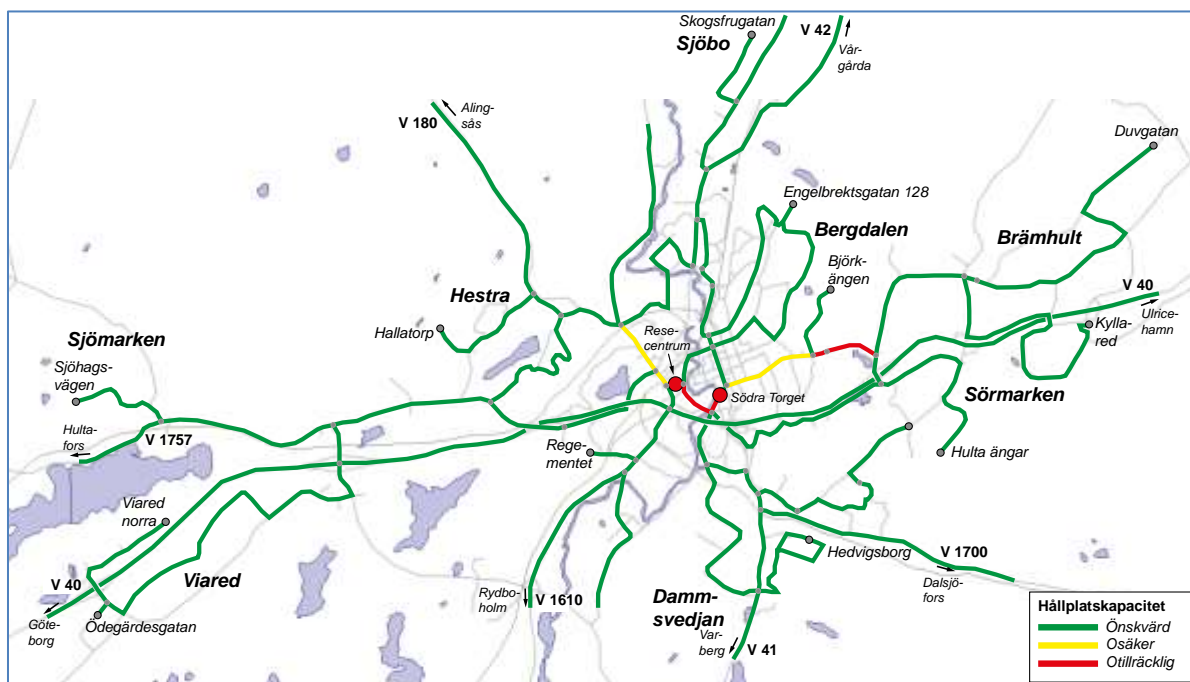 Skogsfrugatan
Sjöbo
V 42
Vår-
gårda
Aling-
sås
V 180
Duvgatan
Engelbrektsgatan 128
Bergdalen
Brämhult
Björk-
ängen
Hestra
V 40
Ulrice-
hamn
Hallatorp
Rese-
centrum
Kylla-
red
Sjömarken
Sjöhags-
vägen
Södra Torget
Sörmarken
Hulta-
fors
V 1757
Rege-
mentet
Hulta ängar
Viared
norra
Hedvigsborg
V 1700
Dalsjö-
fors
V 40
Viared
Göte-
borg
Ödegärdesgatan
Rydbo-
holm
V 1610
Damm-
svedjan
Var-
berg
V 41
Hållplatskapacitet
Önskvärd
Osäker
Otillräcklig